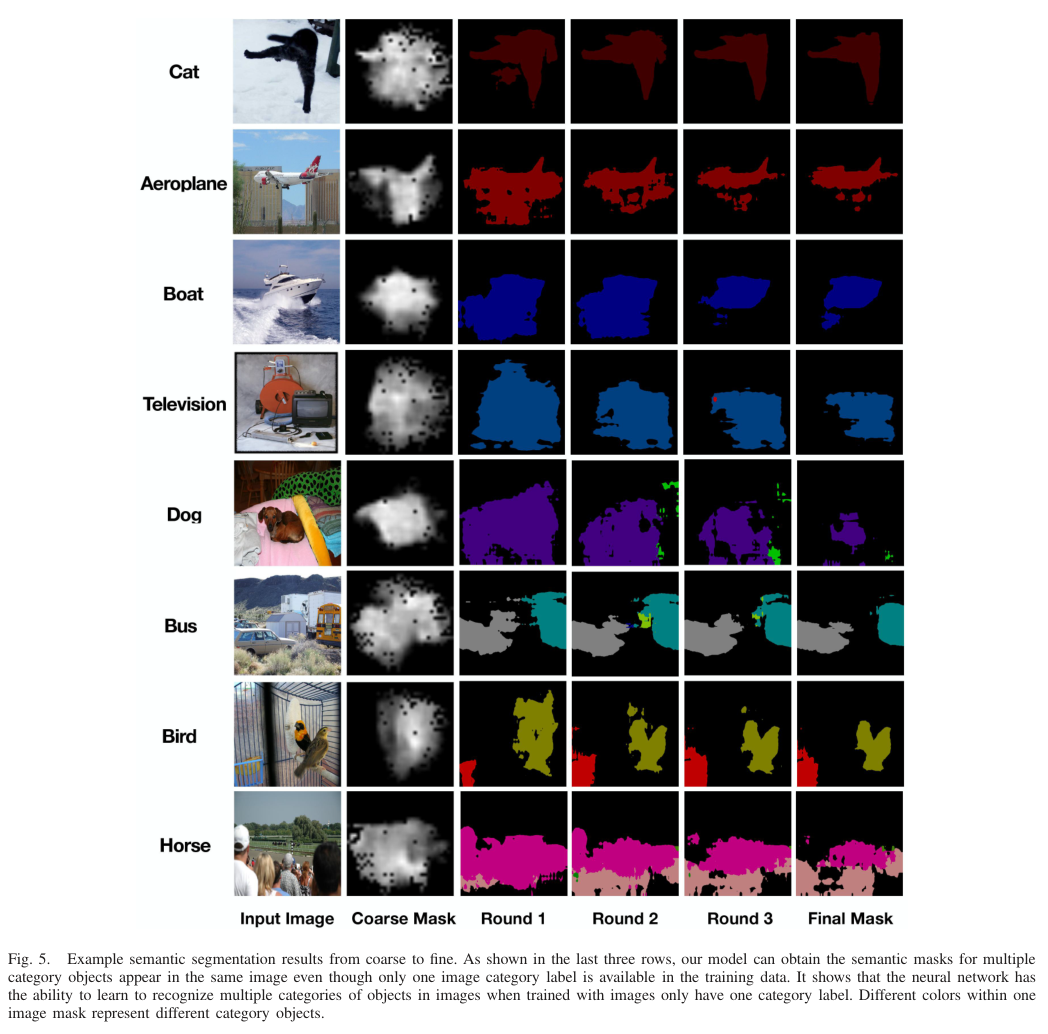 Cat
Aeroplane
Boat
Television
Dog
Bus
Bird
Horse
Input Image Coarse Mask Round 1 Round 2 Round 3 Final Mask
Fig. 5. Example semantic segmentation results from coarse to fine. As shown in the last three rows, our model can obtain the semantic masks for multiple
category objects appear in the same image even though only one image category label is available in the training data. It shows that the neural network has
the ability to learn to recognize multiple categories of objects in images when trained with images only have one category label. Different colors within one
image mask represent different category objects.